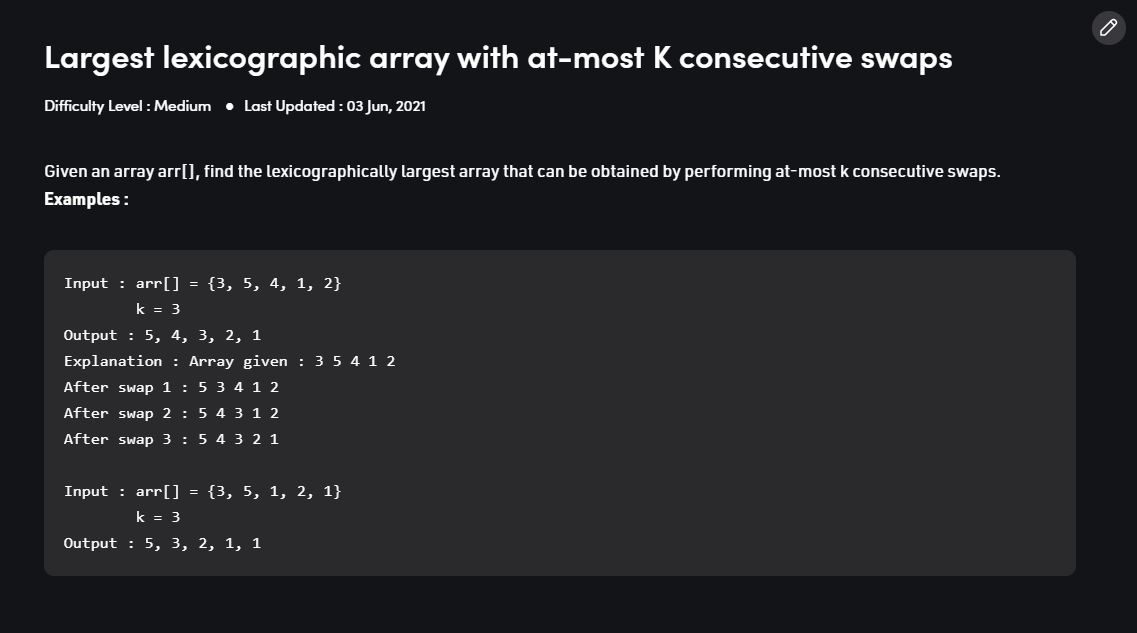 Largest lexicographic array with at-most K consecutive swaps
Difficulty Level : Medium ● Last Updated : 03 Jun, 2021
Given an array arr[], find the lexicographically largest array that can be obtained by performing at-most k consecutive swaps.
Examples :
Input : arr[] = {3, 5, 4, 1, 2}
k = 3
Output : 5, 4, 3, 2, 1
Explanation : Array given : 3 5 4 1 2
After swap 1 : 5 3 4 1 2
After swap 2 : 5 4 3 1 2
After swap 3 : 5 4 3 2 1
Input : arr[] = {3, 5, 1, 2, 1}
k = 3
Output : 5, 3, 2, 1, 1